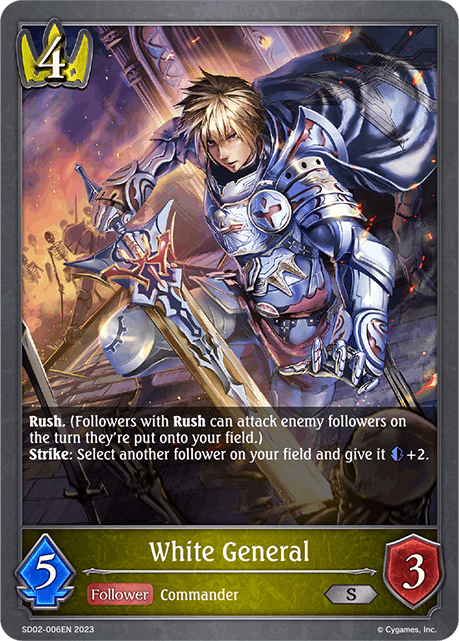 4
Rush. (Followers with Rush can attack enemy followers on
the turn they're put onto your field.)
Strike: Select another follower on your field and give it +2.
White General
5
Follower Commander
S
3
SD02-006EN 2023
© Cygames, Inc.